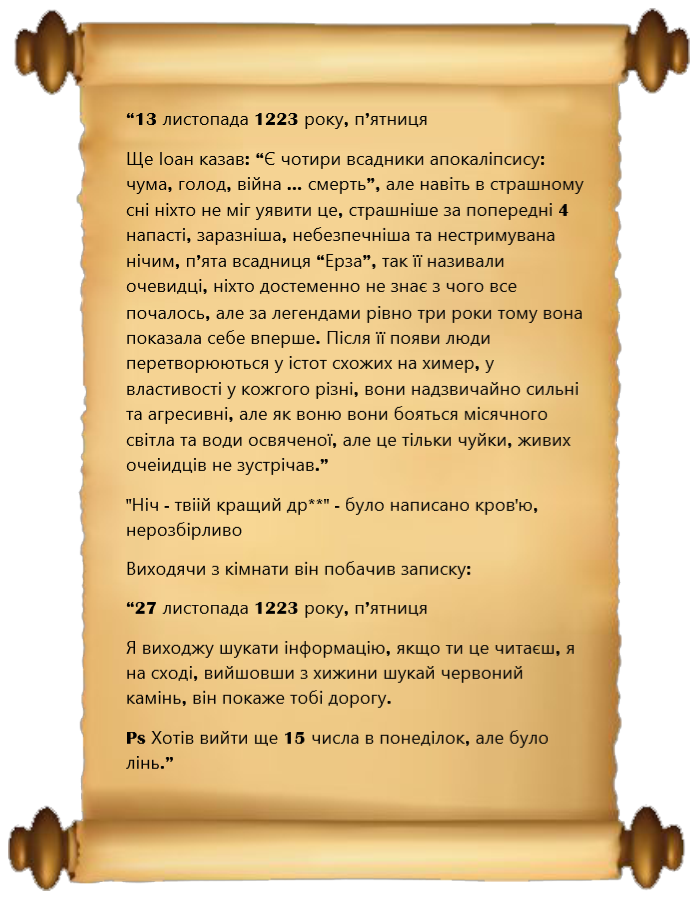 “13 листопада 1223 року, п’ятниця
Ще Іоан казав: “Є чотири всадники апокаліпсису:
чума, голод, війна ... смерть”, але навіть в страшному
сні ніхто не міг уявити це, страшніше за попередні 4
напасті, заразніша, небезпечніша та нестримувана
нічим, п’ята всадниця “Ерза”, так її називали
очевидці, ніхто достеменно не знає з чого все
почалось, але за легендами рівно три роки тому вона
показала себе вперше. Після її появи люди
перетворюються у істот схожих на химер, у
властивості у кожгого різні, вони надзвичайно сильні
та агресивні, але як воню вони бояться місячного
світла та води освяченої, але це тільки чуйки, живих
очеіидців не зустрічав.”
"Ніч - твіій кращий др**" - було написано кров'ю,
нерозбірливо
Виходячи з кімнати він побачив записку:
“27 листопада 1223 року, п’ятниця
Я виходжу шукати інформацію, якщо ти це читаєш, я
на сході, вийшовши з хижини шукай червоний
камінь, він покаже тобі дорогу.
Ps Хотів вийти ще 15 числа в понеділок, але було
лінь.”